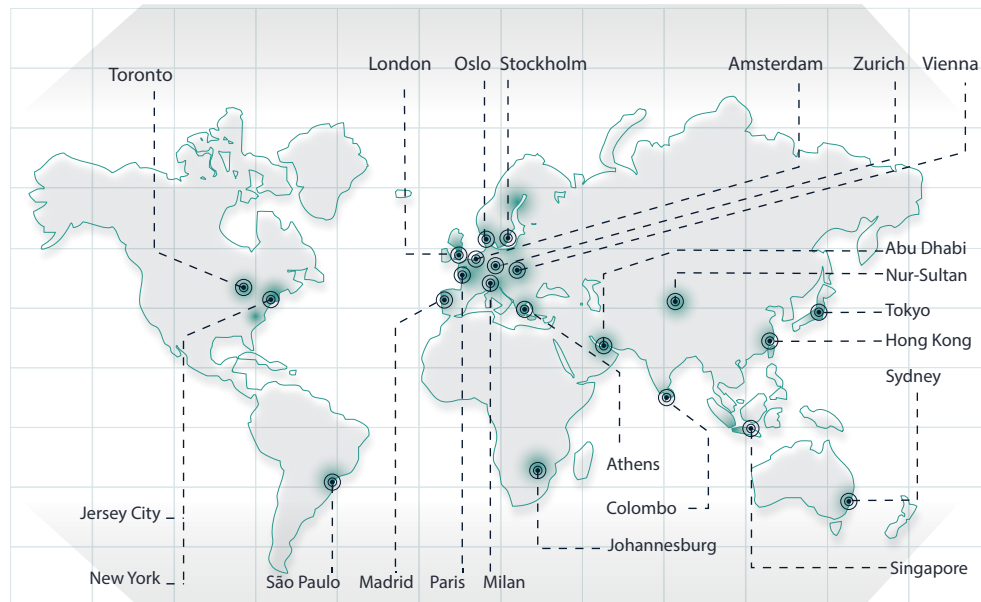 Toronto
London
Oslo
Stockholm
Amsterdam
Zurich
Vienna
Abu Dhabi
Nur-Sultan
Tokyo
Hong Kong
Sydney
Athens
Colombo
Jersey City
Johannesburg
Singapore
New York
São Paulo
Madrid
Paris
Milan